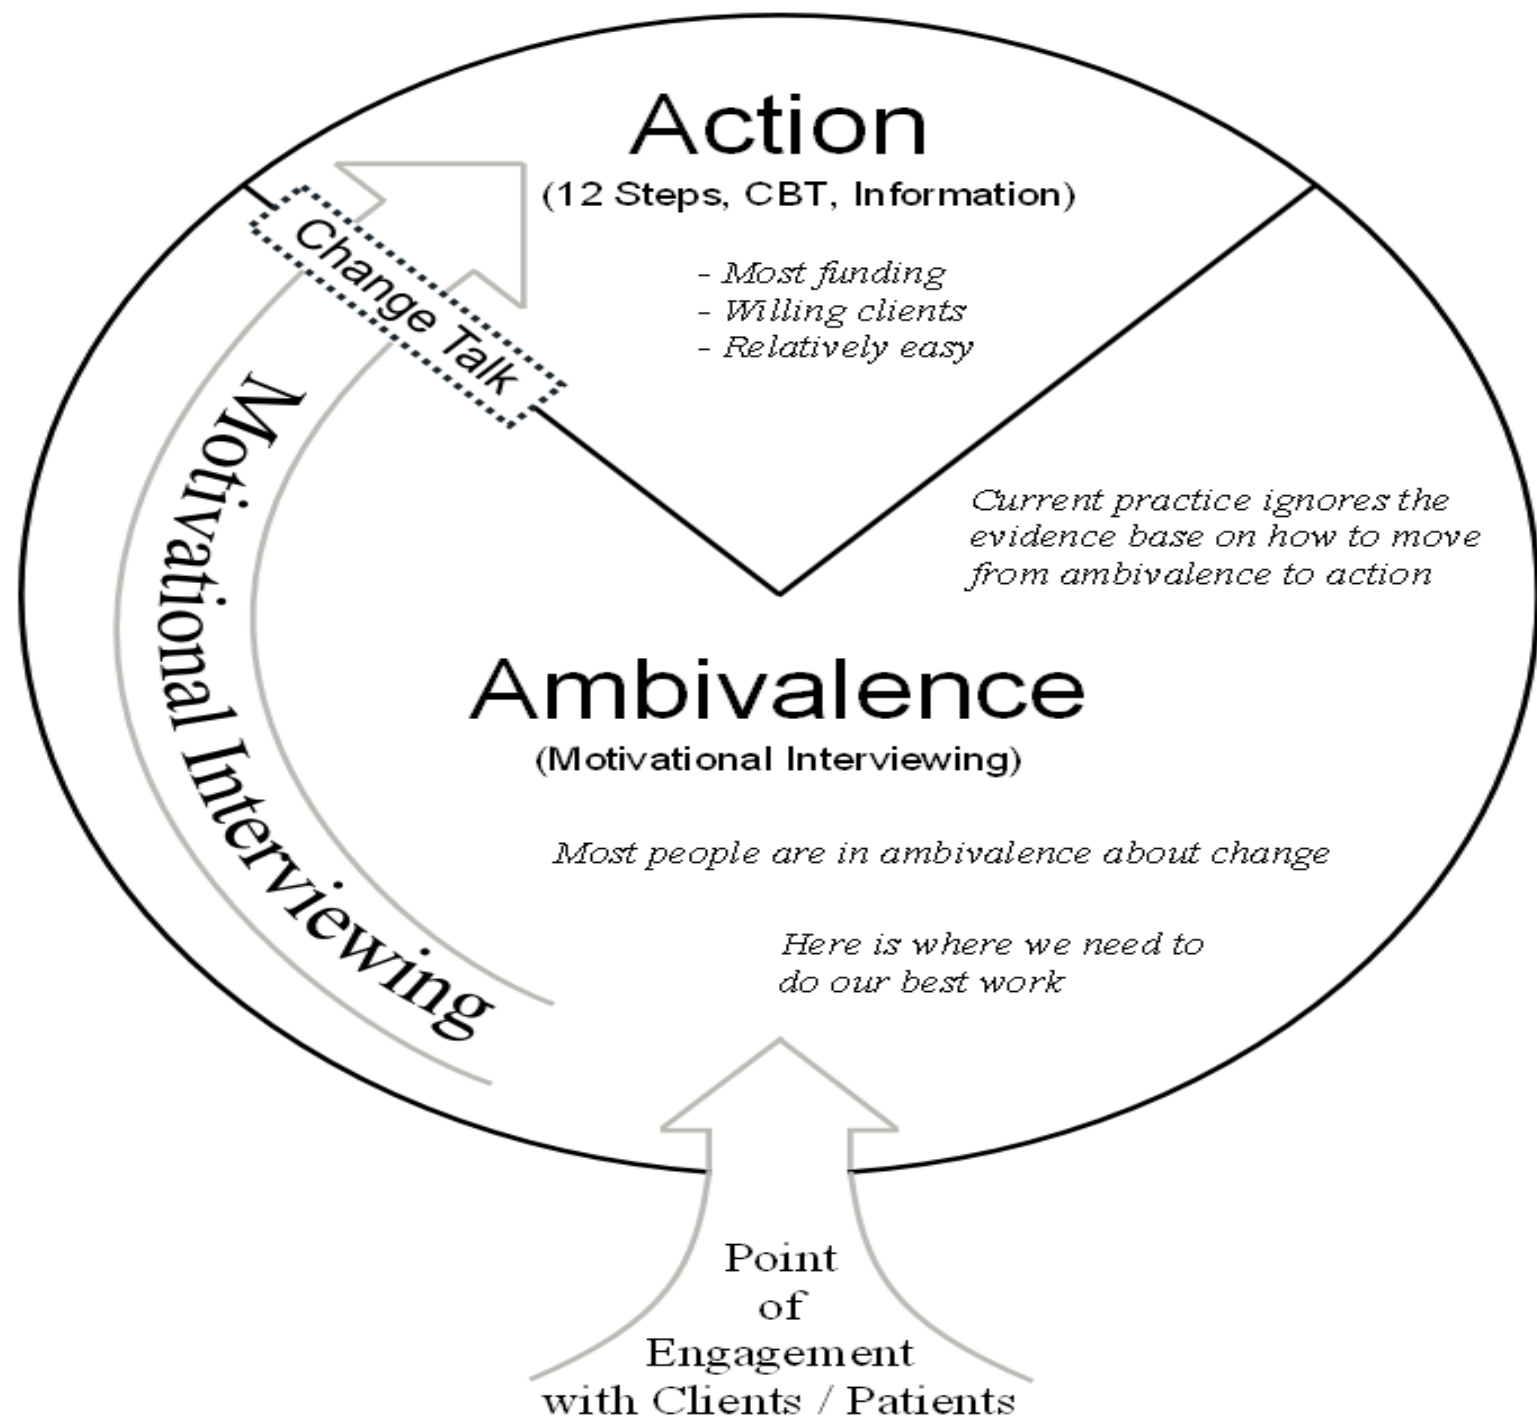 Action
(12 Steps, CBT, Information)
- Most funding
- Willing clients
- Relatively easy
Change Talk
Motivational Interviewing
Current practice ignores the
evidence base on how to move
from ambivalence to action
Ambivalence
(Motivational Interviewing)
Most people are in ambivalence about change
Here is where we need to
do our best work
Point
of
Engagement
with Clients / Patients